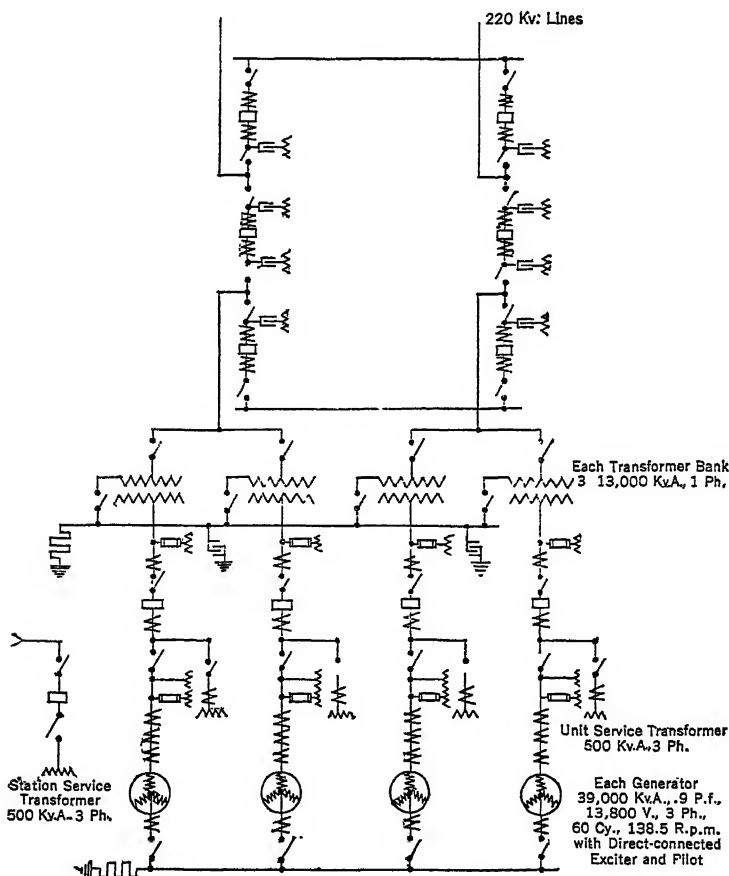 220 Kv. Lines
Each Transformer Bank
3 13,000 Kv.A., 1 Ph.
Unit Service Transformer
500 Kv.A., 3 Ph.
Station Service
Transformer
500 Kv.A. 3 Ph.
Each Generator
39,000 Kv.A., .9 P.f.,
13,800 V., 3 Ph.,
60 Cy., 138.5 R.p.m.
with Direct-connected
Exciter and Pilot